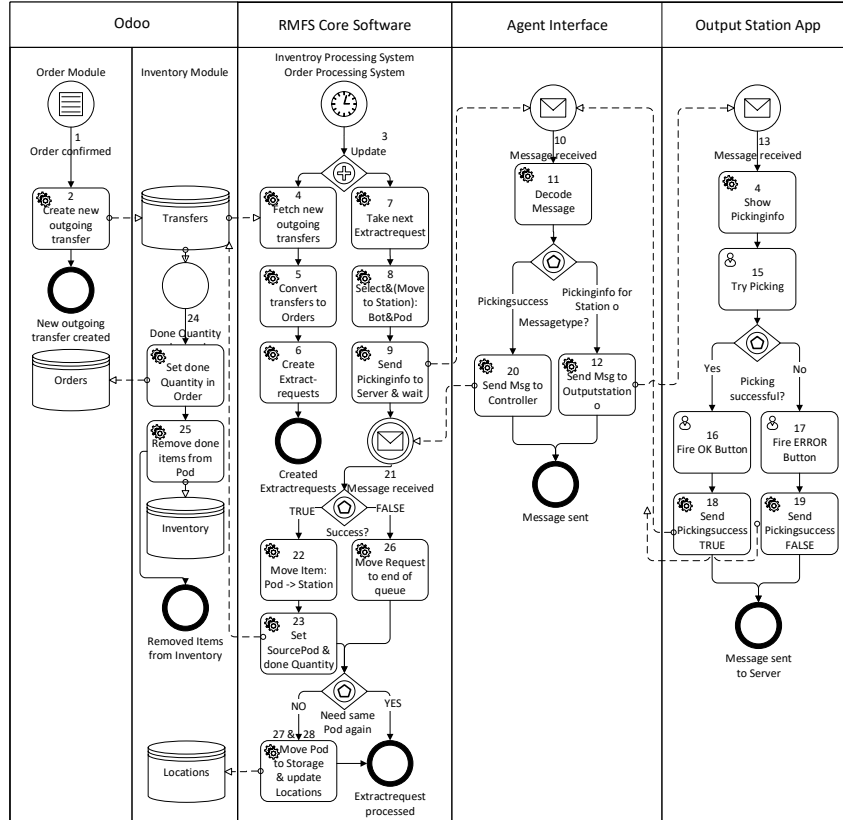 Odoo
RMFS Core Software
Agent Interface
Output Station App
Order Module
Inventory Module
Inventroy Processing System
Order Processing System
1
Order confirmed
2
Create new
outgoing
transfer
New outgoing
transfer created
Transfers
24
Done Quantity
Set done
Quantity in
Order
Orders
25
Remove done
items from
Pod
Inventory
Removed Items
from Inventory
Locations
3
Update
4
Fetch new
outgoing
transfers
5
Convert
transfers to
Orders
6
Create
Extract-
requests
Created
Extractrequests
7
Take next
Extractrequest
8
Select&(Move
to Station):
Bot&Pod
9
Send
Pickinginfo to
Server & wait
21
Message received
TRUE
FALSE
Success?
22
Move Item:
Pod -> Station
26
Move Request
to end of
queue
23
Set
SourcePod &
done Quantity
NO
YES
Need same
Pod again
27 & 28
Move Pod
to Storage
& update
Locations
Extractrequest
processed
10
Message received
11
Decode
Message
Pickingsuccess
Pickinginfo for
Station o
Messagetype?
20
Send Msg to
Controller
12
Send Msg to
Outputstation
o
Message sent
13
Message received
4
Show
Pickinginfo
15
Try Picking
Yes
No
Picking
successful?
16
Fire OK Button
17
Fire ERROR
Button
18
Send
Pickingsuccess
TRUE
19
Send
Pickingsuccess
FALSE
Message sent
to Server